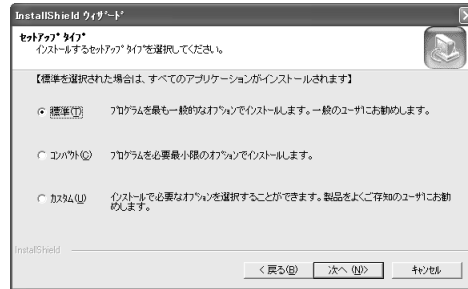 InstallShield ウィザード
セットアップ タイプ
インストールするセットアップ タイプを選択してください。
【標準を選択された場合は、すべてのアプリケーションがインストールされます】
標準(T)
プログラムを最も一般的なオプションでインストールします。一般のユーザにお勧めします。
コンパクト(C)
プログラムを必要最小限のオプションでインストールします。
カスタム(U)
インストールで必要なオプションを選択することができます。製品をよくご存知のユーザにお勧
めします。
InstallShield
< 戻る(B)
次へ (N)>
キャンセル